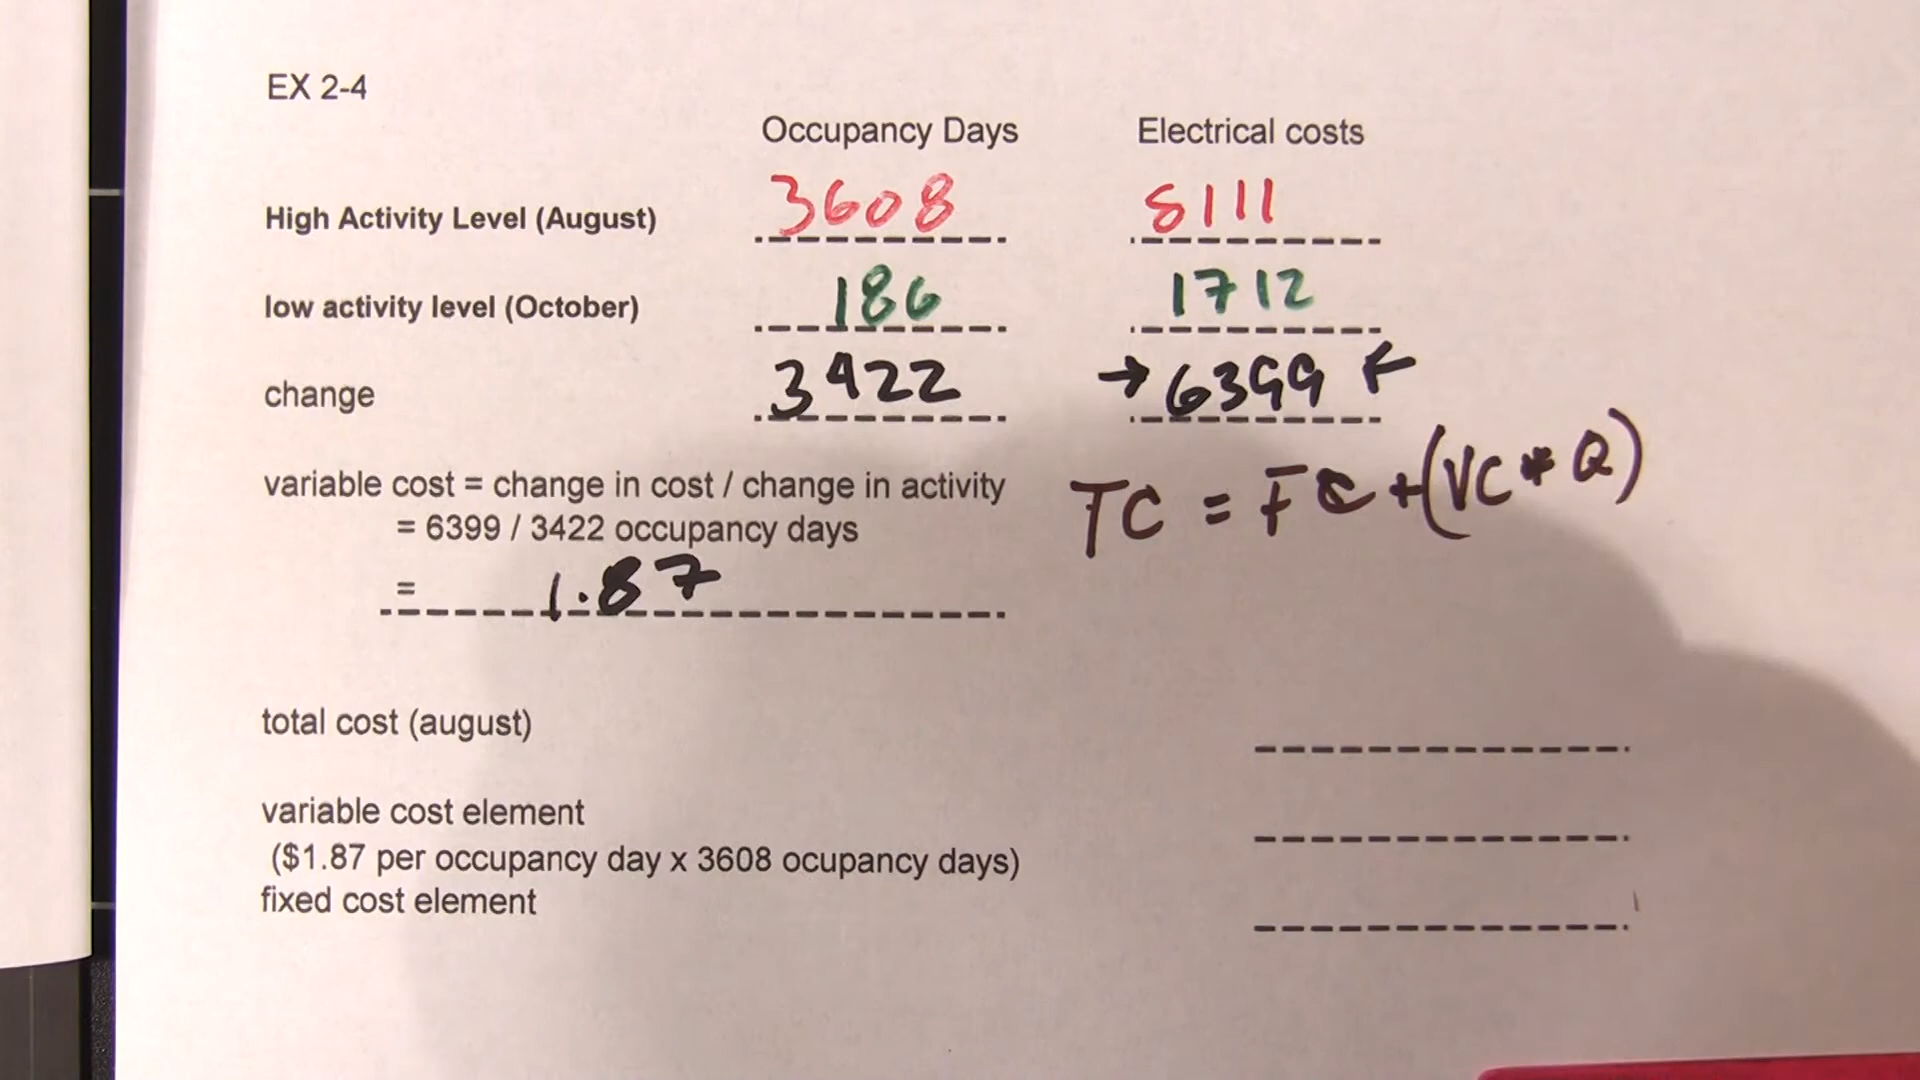 EX 2-4
Occupancy Days Electrical costs
High Activity Level (August) 3608 8111
low activity level (October) 186 1712
change 3422 → 6399 ←
variable cost = change in cost / change in activity
= 6399 / 3422 occupancy days
TC = FC + (VC * Q)
= 1.87
total cost (august)
variable cost element
($1.87 per occupancy day x 3608 ocupancy days)
fixed cost element